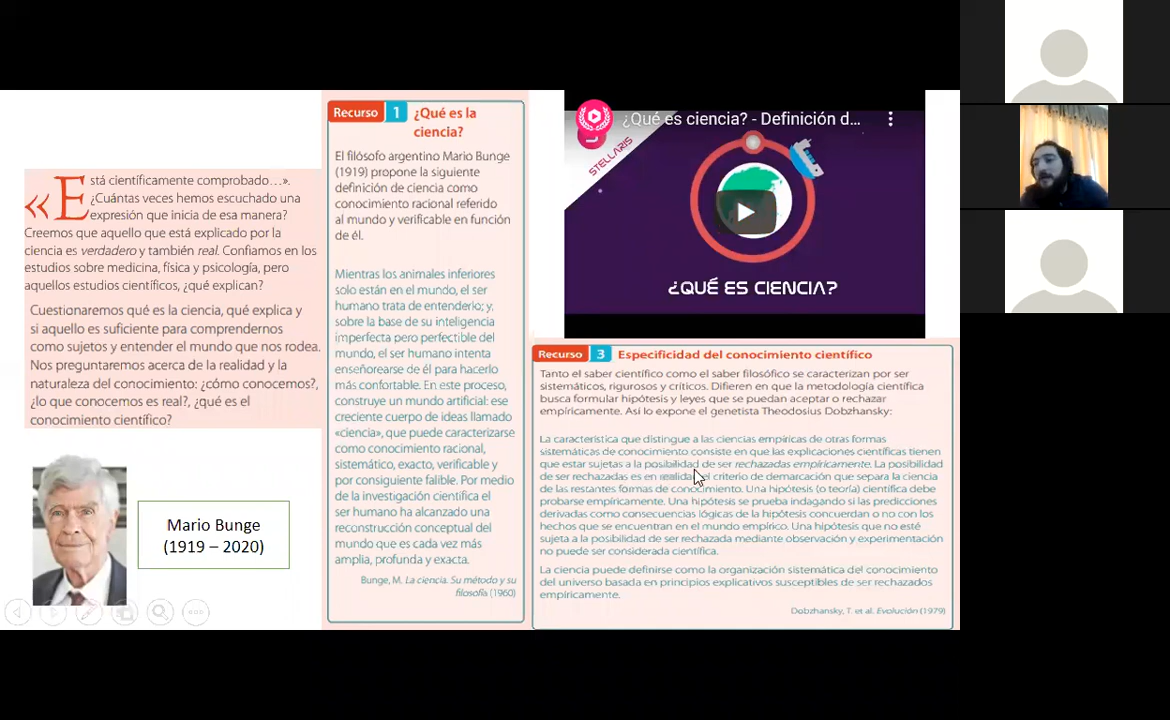 «Está científicamente comprobado…».
¿Cuántas veces hemos escuchado una
expresión que inicia de esa manera?
Creemos que aquello que está explicado por la
ciencia es verdadero y también real. Confiamos en los
estudios sobre medicina, física y psicología, pero
aquellos estudios científicos, ¿qué explican?
Cuestionaremos qué es la ciencia, qué explica y
si aquello es suficiente para comprendernos
como sujetos y entender el mundo que nos rodea.
Nos preguntaremos acerca de la realidad y la
naturaleza del conocimiento: ¿cómo conocemos?,
¿lo que conocemos es real?, ¿qué es el
conocimiento científico?
Mario Bunge
(1919 – 2020)
Recurso 1 ¿Qué es la
ciencia?
El filósofo argentino Mario Bunge
(1919) propone la siguiente
definición de ciencia como
conocimiento racional referido
al mundo y verificable en función
de él.
Mientras los animales inferiores
solo están en el mundo, el ser
humano trata de entenderlo; y,
sobre la base de su inteligencia
imperfecta pero perfectible del
mundo, el ser humano intenta
enseñorearse de él para hacerlo
más confortable. En este proceso,
construye un mundo artificial: ese
creciente cuerpo de ideas llamado
«ciencia», que puede caracterizarse
como conocimiento racional,
sistemático, exacto, verificable y
por consiguiente falible. Por medio
de la investigación científica el
ser humano ha alcanzado una
reconstrucción conceptual del
mundo que es cada vez más
amplia, profunda y exacta.
Bunge, M. La ciencia. Su método y su
filosofía (1960)
¿Qué es ciencia? - Definición d...
STELLARIS
¿QUÉ ES CIENCIA?
Recurso 3 Especificidad del conocimiento científico
Tanto el saber científico como el saber filosófico se caracterizan por ser
sistemáticos, rigurosos y críticos. Difieren en que la metodología científica
busca formular hipótesis y leyes que se puedan aceptar o rechazar
empíricamente. Así lo expone el genetista Theodosius Dobzhansky:
La característica que distingue a las ciencias empíricas de otras formas
sistemáticas de conocimiento consiste en que las explicaciones científicas tienen
que estar sujetas a la posibilidad de ser rechazadas empíricamente. La posibilidad
de ser rechazadas es en realidad el criterio de demarcación que separa la ciencia
de las restantes formas de conocimiento. Una hipótesis (o teoría) científica debe
probarse empíricamente. Una hipótesis se prueba indagando si las predicciones
derivadas como consecuencias lógicas de la hipótesis concuerdan o no con los
hechos que se encuentran en el mundo empírico. Una hipótesis que no esté
sujeta a la posibilidad de ser rechazada mediante observación y experimentación
no puede ser considerada científica.
La ciencia puede definirse como la organización sistemática del conocimiento
del universo basada en principios explicativos susceptibles de ser rechazados
empíricamente.
Dobzhansky, T. et al. Evolución (1979)